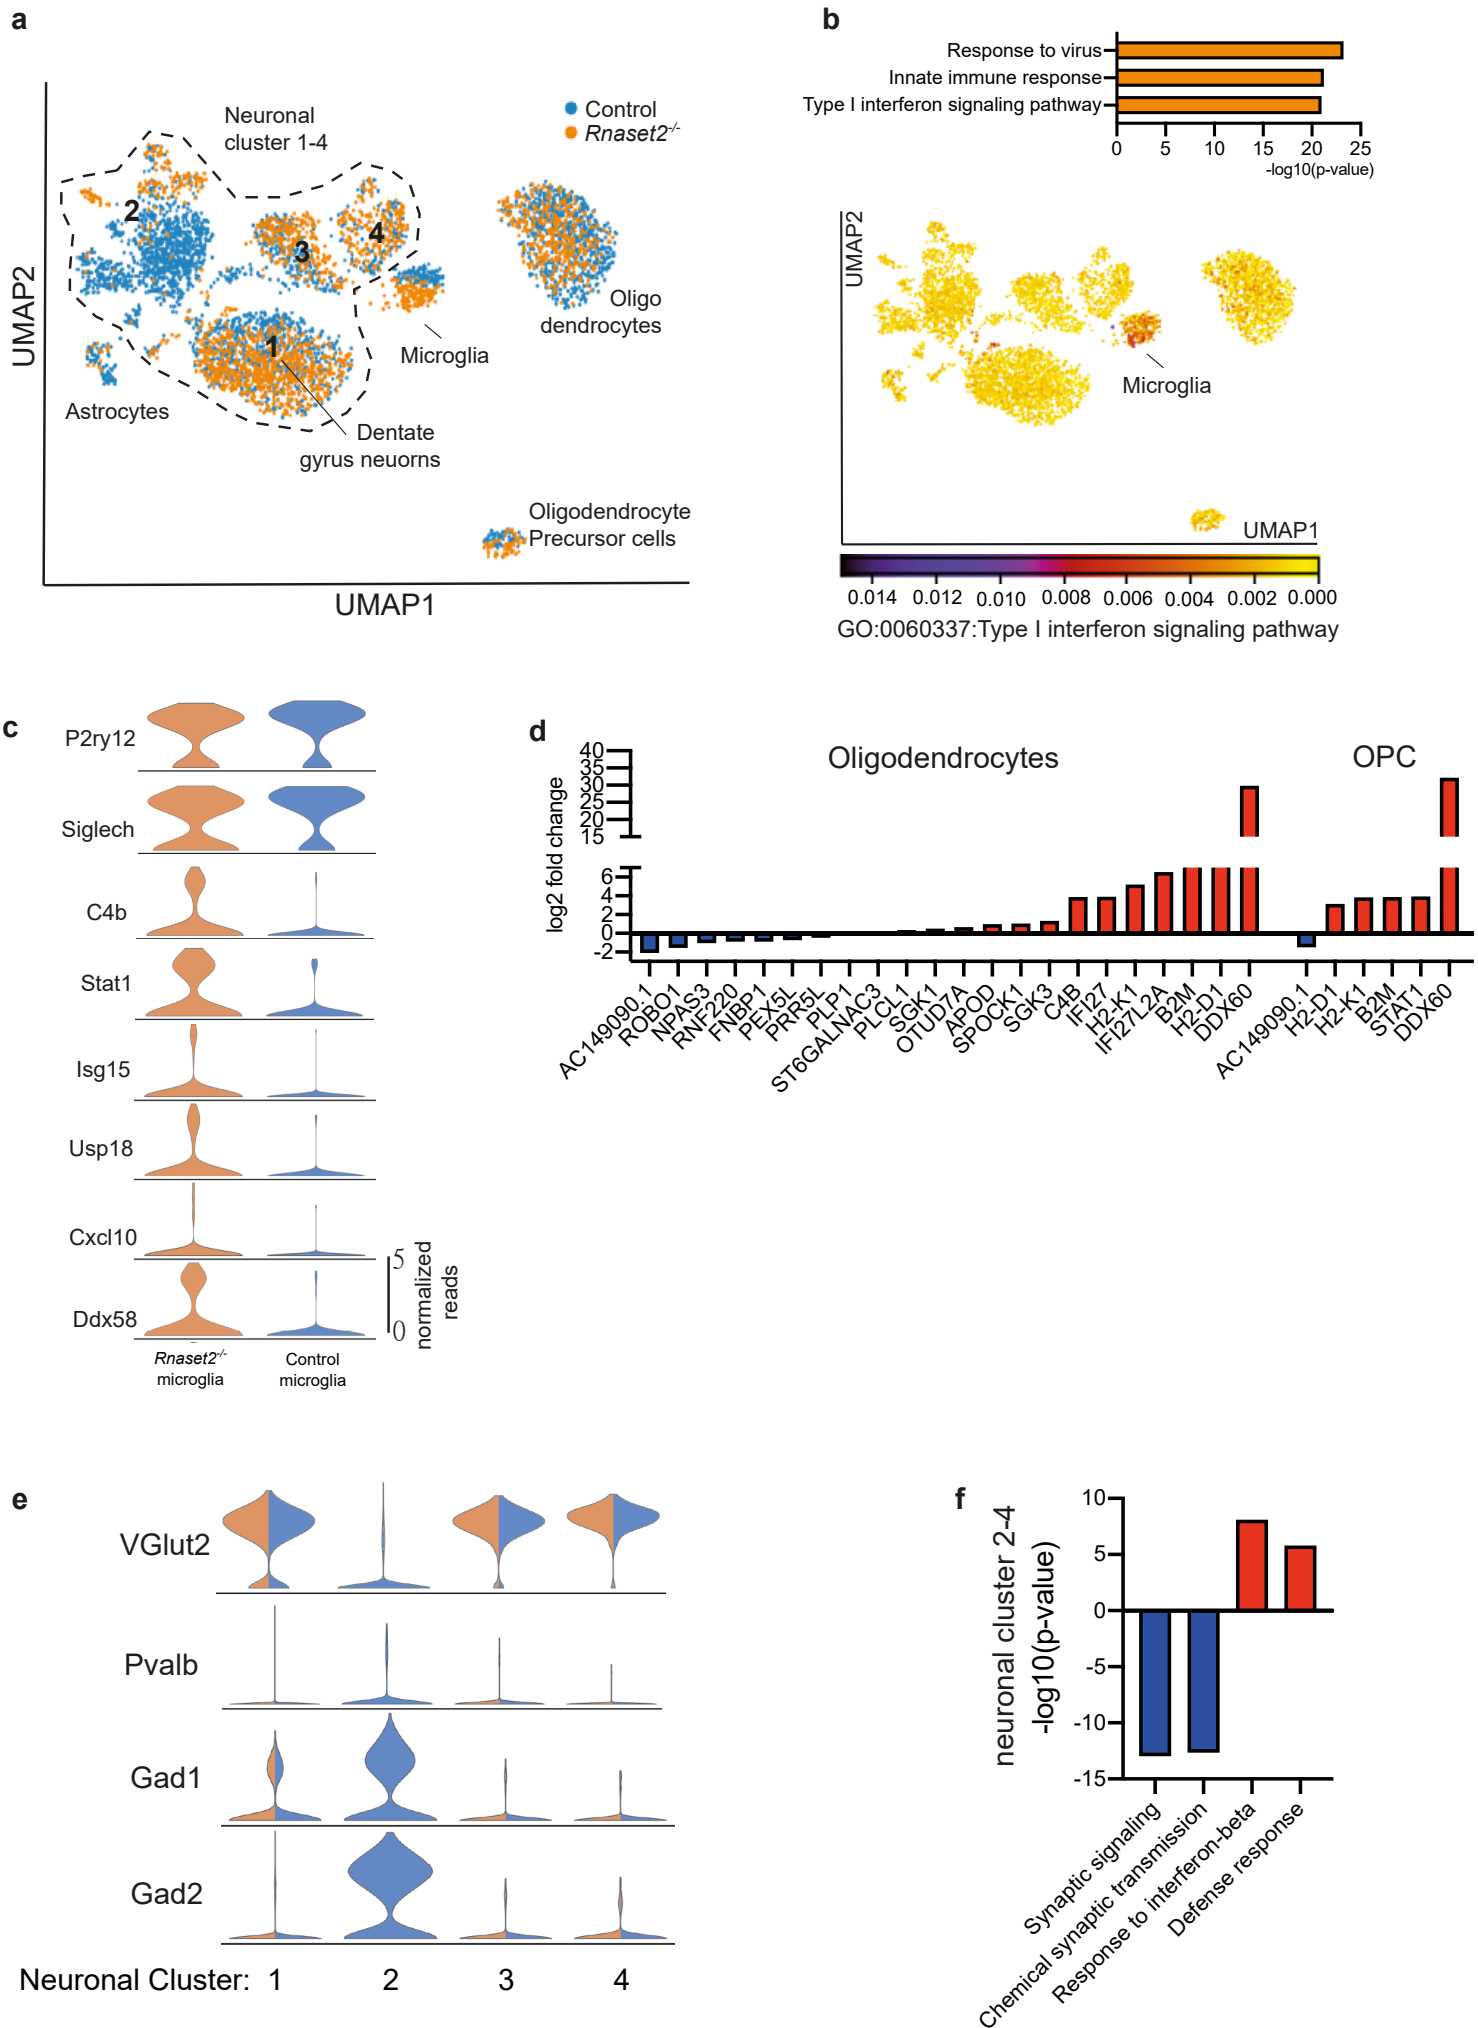 a
Neuronal
cluster 1-4
Control
Rnaset2-/-
2
3
4
1
Oligo
dendrocytes
Microglia
Astrocytes
Dentate
gyrus neuorns
Oligodendrocyte
Precursor cells
UMAP2
UMAP1
b
Response to virus
Innate immune response
Type I interferon signaling pathway
0 5 10 15 20 25
-log10(p-value)
UMAP2
Microglia
UMAP1
0.014 0.012 0.010 0.008 0.006 0.004 0.002 0.000
GO:0060337:Type I interferon signaling pathway
c
P2ry12
Siglech
C4b
Stat1
Isg15
Usp18
Cxcl10
Ddx58
5
0
normalized
reads
Rnaset2-/-
microglia
Control
microglia
d
Oligodendrocytes
OPC
log2 fold change
40
35
30
25
20
15
6
4
2
0
-2
AC149090.1
ROBO1
NPAS3
RNF220
FNBP1
PEX5L
PRR5L
PLP1
ST6GALNAC3
PLCL1
SGK1
OTUD7A
APOD
SPOCK1
SGK3
C4B
IFI27
H2-K1
IFI27L2A
B2M
H2-D1
DDX60
AC149090.1
H2-D1
H2-K1
B2M
STAT1
DDX60
e
VGlut2
Pvalb
Gad1
Gad2
Neuronal Cluster: 1 2 3 4
f
neuronal cluster 2-4
-log10(p-value)
10
5
0
-5
-10
-15
Synaptic signaling
Chemical synaptic transmission
Response to interferon-beta
Defense response